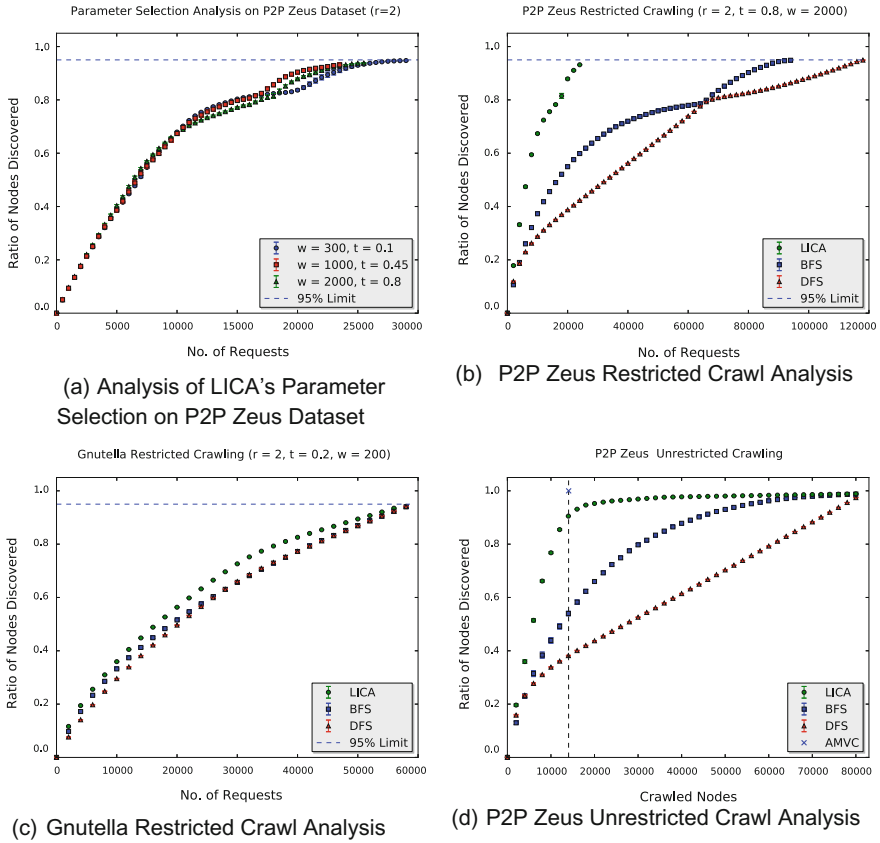 Parameter Selection Analysis on P2P Zeus Dataset (r=2)
Ratio of Nodes Discovered
1.0
0.8
0.6
0.4
0.2
0.0
w = 300, t = 0.1
w = 1000, t = 0.45
w = 2000, t = 0.8
95% Limit
0 5000 10000 15000 20000 25000 30000
No. of Requests
(a) Analysis of LICA's Parameter
Selection on P2P Zeus Dataset
P2P Zeus Restricted Crawling (r = 2, t = 0.8, w = 2000)
Ratio of Nodes Discovered
1.0
0.8
0.6
0.4
0.2
0.0
LICA
BFS
DFS
95% Limit
0 20000 40000 60000 80000 100000 120000
No. of Requests
(b) P2P Zeus Restricted Crawl Analysis
Gnutella Restricted Crawling (r = 2, t = 0.2, w = 200)
Ratio of Nodes Discovered
1.0
0.8
0.6
0.4
0.2
0.0
LICA
BFS
DFS
95% Limit
0 10000 20000 30000 40000 50000 60000
No. of Requests
(c) Gnutella Restricted Crawl Analysis
P2P Zeus Unrestricted Crawling
Ratio of Nodes Discovered
1.0
0.8
0.6
0.4
0.2
0.0
LICA
BFS
DFS
AMVC
0 10000 20000 30000 40000 50000 60000 70000 80000
Crawled Nodes
(d) P2P Zeus Unrestricted Crawl Analysis